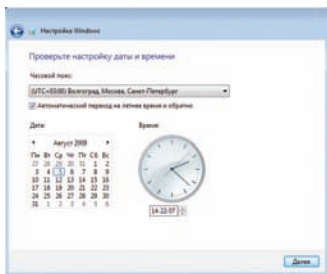 Настройка Windows
Проверьте настройку даты и времени
Часовой пояс:
(UTC+03:00) Волгоград, Москва, Санкт-Петербург
Автоматический переход на летнее время и обратно
Дата:
Время:
Август 2009
Пн Вт Ср Чт Пт Сб Вс
27 28 29 30 31 1 2
3 4 5 6 7 8 9
10 11 12 13 14 15 16
17 18 19 20 21 22 23
24 25 26 27 28 29 30
31 1 2 3 4 5 6
14:22:07
Далее